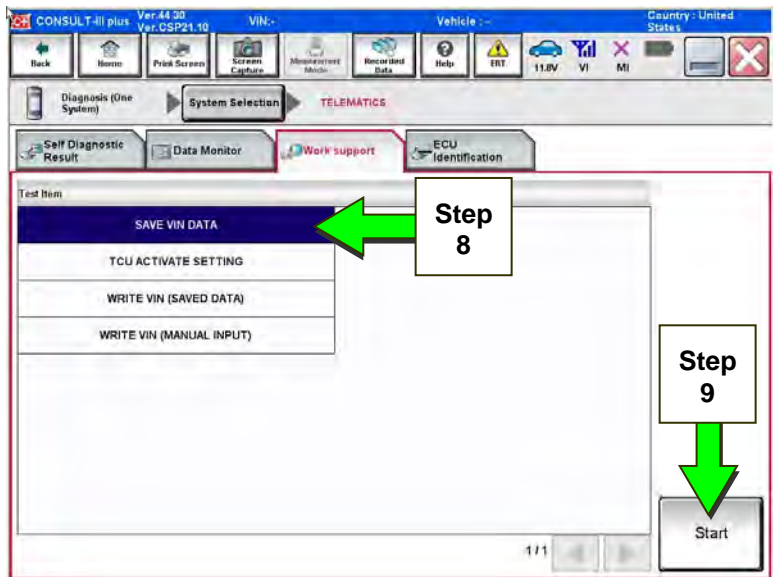 CONSULT-III plus Ver.44.30 VIN:- Vehicle : - Country : United
Ver.CSP21.10 States
Back Home Print Screen Screen Capture Measurement Mode Recorded Data Help ERT 11.8V VI MI
Diagnosis (One System) System Selection TELEMATICS
Self Diagnostic Result Data Monitor Work support ECU Identification
Test Item
SAVE VIN DATA
Step
8
TCU ACTIVATE SETTING
WRITE VIN (SAVED DATA)
WRITE VIN (MANUAL INPUT)
Step
9
Start
1/1